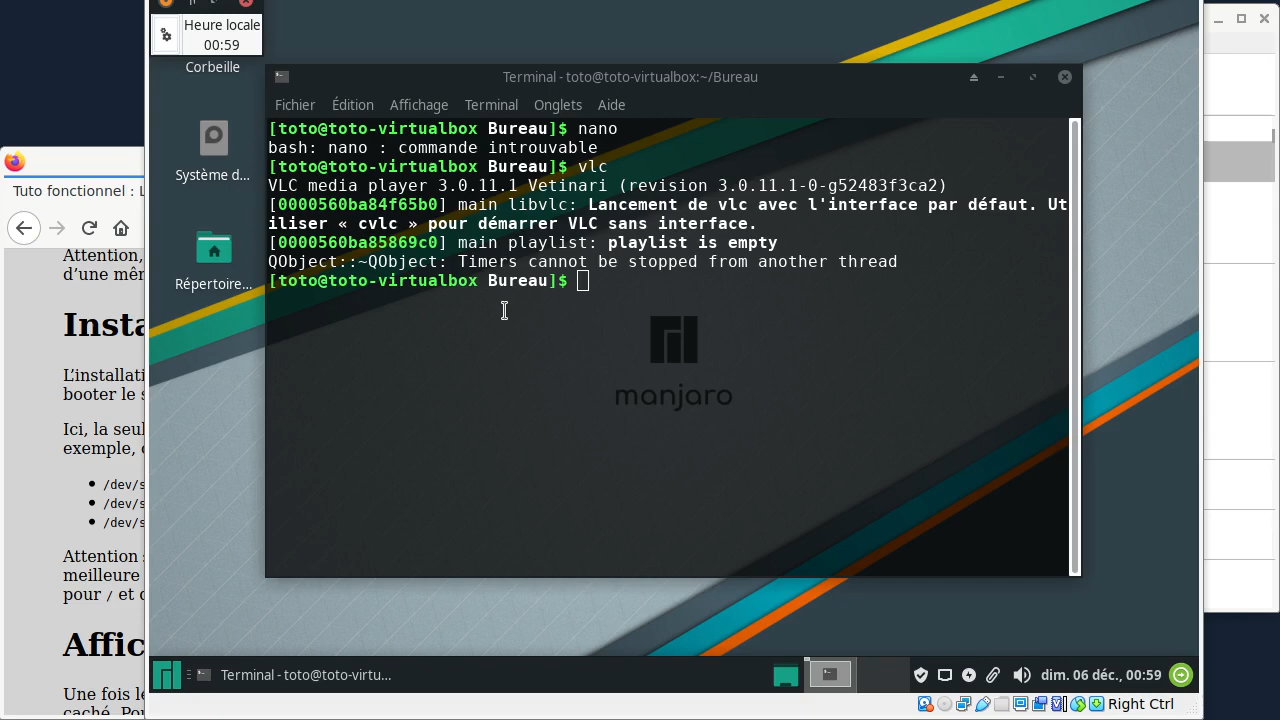 Heure locale
00:59
Corbeille
Système d...
Répertoire...
Terminal - toto@toto-virtualbox:~/Bureau
Fichier Édition Affichage Terminal Onglets Aide
[toto@toto-virtualbox Bureau]$ nano
bash: nano : commande introuvable
[toto@toto-virtualbox Bureau]$ vlc
VLC media player 3.0.11.1 Vetinari (revision 3.0.11.1-0-g52483f3ca2)
[0000560ba84f65b0] main libvlc: Lancement de vlc avec l'interface par défaut. Ut
iliser « cvlc » pour démarrer VLC sans interface.
[0000560ba85869c0] main playlist: playlist is empty
QObject::~QObject: Timers cannot be stopped from another thread
[toto@toto-virtualbox Bureau]$
manjaro
Tuto fonctionnel : L
Attention,
d’une mêr
Insta
L’installati
booter le s
Ici, la seul
exemple, c
/dev/s
/dev/s
/dev/s
Attention s
meilleure
pour / et c
Affic
Une fois le
caché. Pou
Terminal - toto@toto-virtu...
dim. 06 déc., 00:59
Right Ctrl